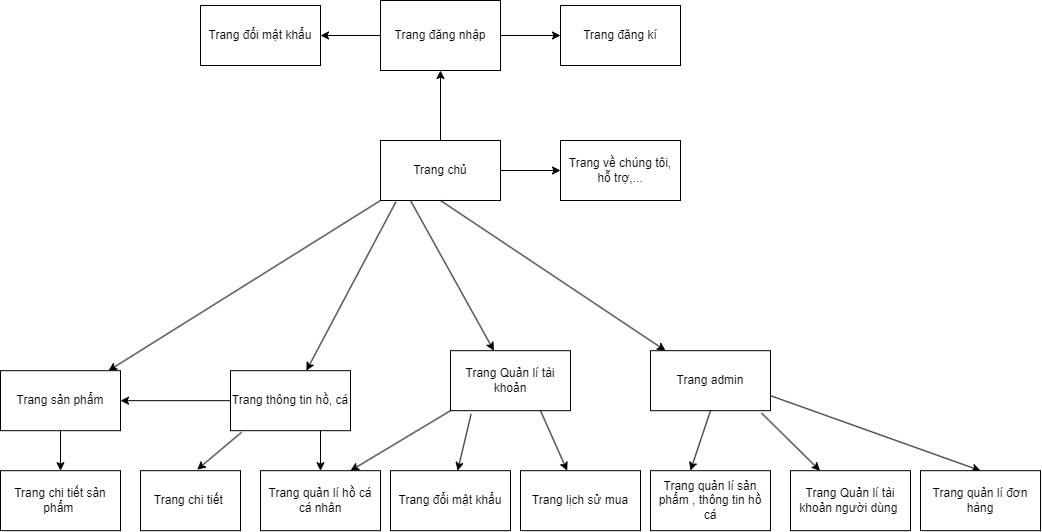 Trang đổi mật khẩu
Trang đăng nhập
Trang đăng kí
Trang chủ
Trang về chúng tôi,
hỗ trợ,...
Trang sản phẩm
Trang thông tin hồ, cá
Trang Quản lí tài
khoản
Trang admin
Trang chi tiết sản
phẩm
Trang chi tiết
Trang quản lí hồ cá
cá nhân
Trang đổi mật khẩu
Trang lịch sử mua
Trang quản lí sản
phẩm , thông tin hồ
cá
Trang Quản lí tài
khoản người dùng
Trang quản lí đơn
hàng